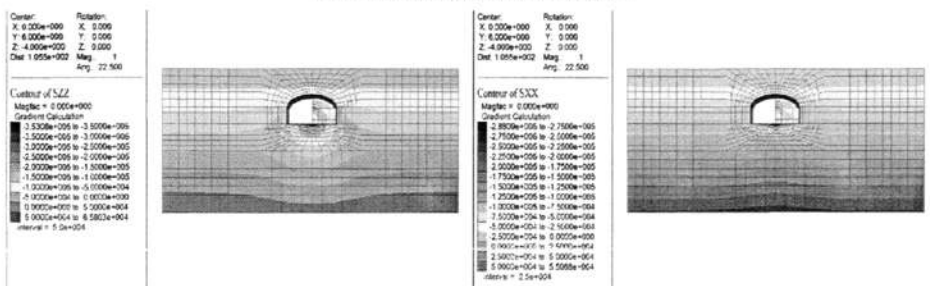 Center: Rotation:
X: 0.000e+000 X: 0.000
Y: 6.000e+000 Y: 0.000
Z: -4.000e+000 Z: 0.000
Dist: 1.055e+002 Mag.: 1
Ang.: 22.500
Contour of SZZ
Magfac = 0.000e+000
Gradient Calculation
-3.5000e+005 to -3.0000e+005
-3.0000e+005 to -2.5000e+005
-2.5000e+005 to -2.0000e+005
-2.0000e+005 to -1.5000e+005
-1.5000e+005 to -1.0000e+005
-1.0000e+005 to -5.0000e+004
-5.0000e+004 to 0.0000e+000
0.0000e+000 to 5.0000e+004
Interval = 5.0e+004
Center: Rotation:
X: 0.000e+000 X: 0.000
Y: 6.000e+000 Y: 0.000
Z: -4.000e+000 Z: 0.000
Dist: 1.055e+002 Mag.: 1
Ang.: 22.500
Contour of SXX
Magfac = 0.000e+000
Gradient Calculation
-2.7500e+005 to -2.5000e+005
-2.5000e+005 to -2.2500e+005
-2.2500e+005 to -2.0000e+005
-2.0000e+005 to -1.7500e+005
-1.7500e+005 to -1.5000e+005
-1.5000e+005 to -1.2500e+005
-1.2500e+005 to -1.0000e+005
-1.0000e+005 to -7.5000e+004
-7.5000e+004 to -5.0000e+004
-5.0000e+004 to -2.5000e+004
-2.5000e+004 to 0.0000e+000
0.0000e+000 to 2.5000e+004
2.5000e+004 to 5.0000e+004
Interval = 2.5e+004